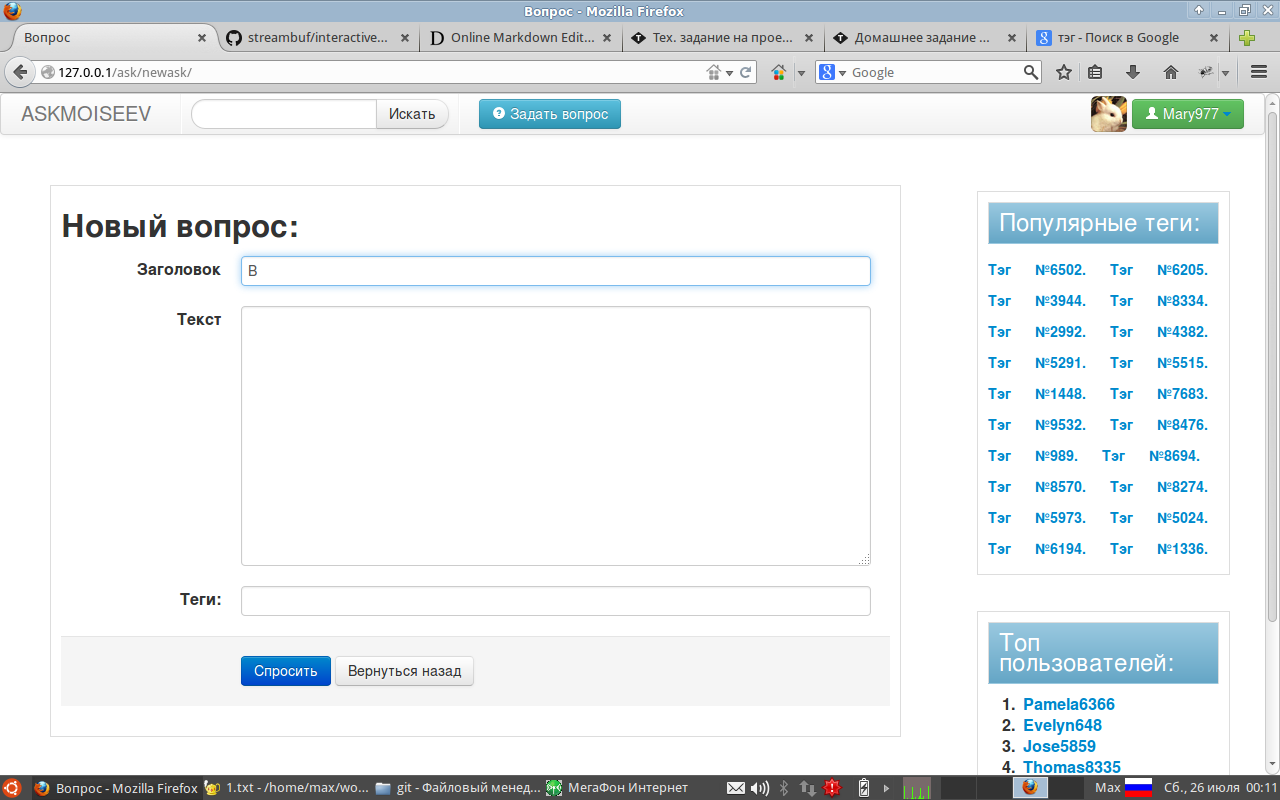 Вопрос - Mozilla Firefox
Вопрос
streambuf/interactive...
Online Markdown Edit...
Тех. задание на прое...
Домашнее задание ...
тэг - Поиск в Google
127.0.0.1/ask/newask/
Google
ASKMOISEEV
Искать
Задать вопрос
Mary977
Новый вопрос:
Заголовок
В
Текст
Теги:
Спросить
Вернуться назад
Популярные теги:
Тэг №6502. Тэг №6205.
Тэг №3944. Тэг №8334.
Тэг №2992. Тэг №4382.
Тэг №5291. Тэг №5515.
Тэг №1448. Тэг №7683.
Тэг №9532. Тэг №8476.
Тэг №989. Тэг №8694.
Тэг №8570. Тэг №8274.
Тэг №5973. Тэг №5024.
Тэг №6194. Тэг №1336.
Топ
пользователей:
1. Pamela6366
2. Evelyn648
3. Jose5859
4. Thomas8335
Вопрос - Mozilla Firefox
1.txt - /home/max/wo...
git - Файловый менед...
МегаФон Интернет
Max
Сб, 26 июля 00:11